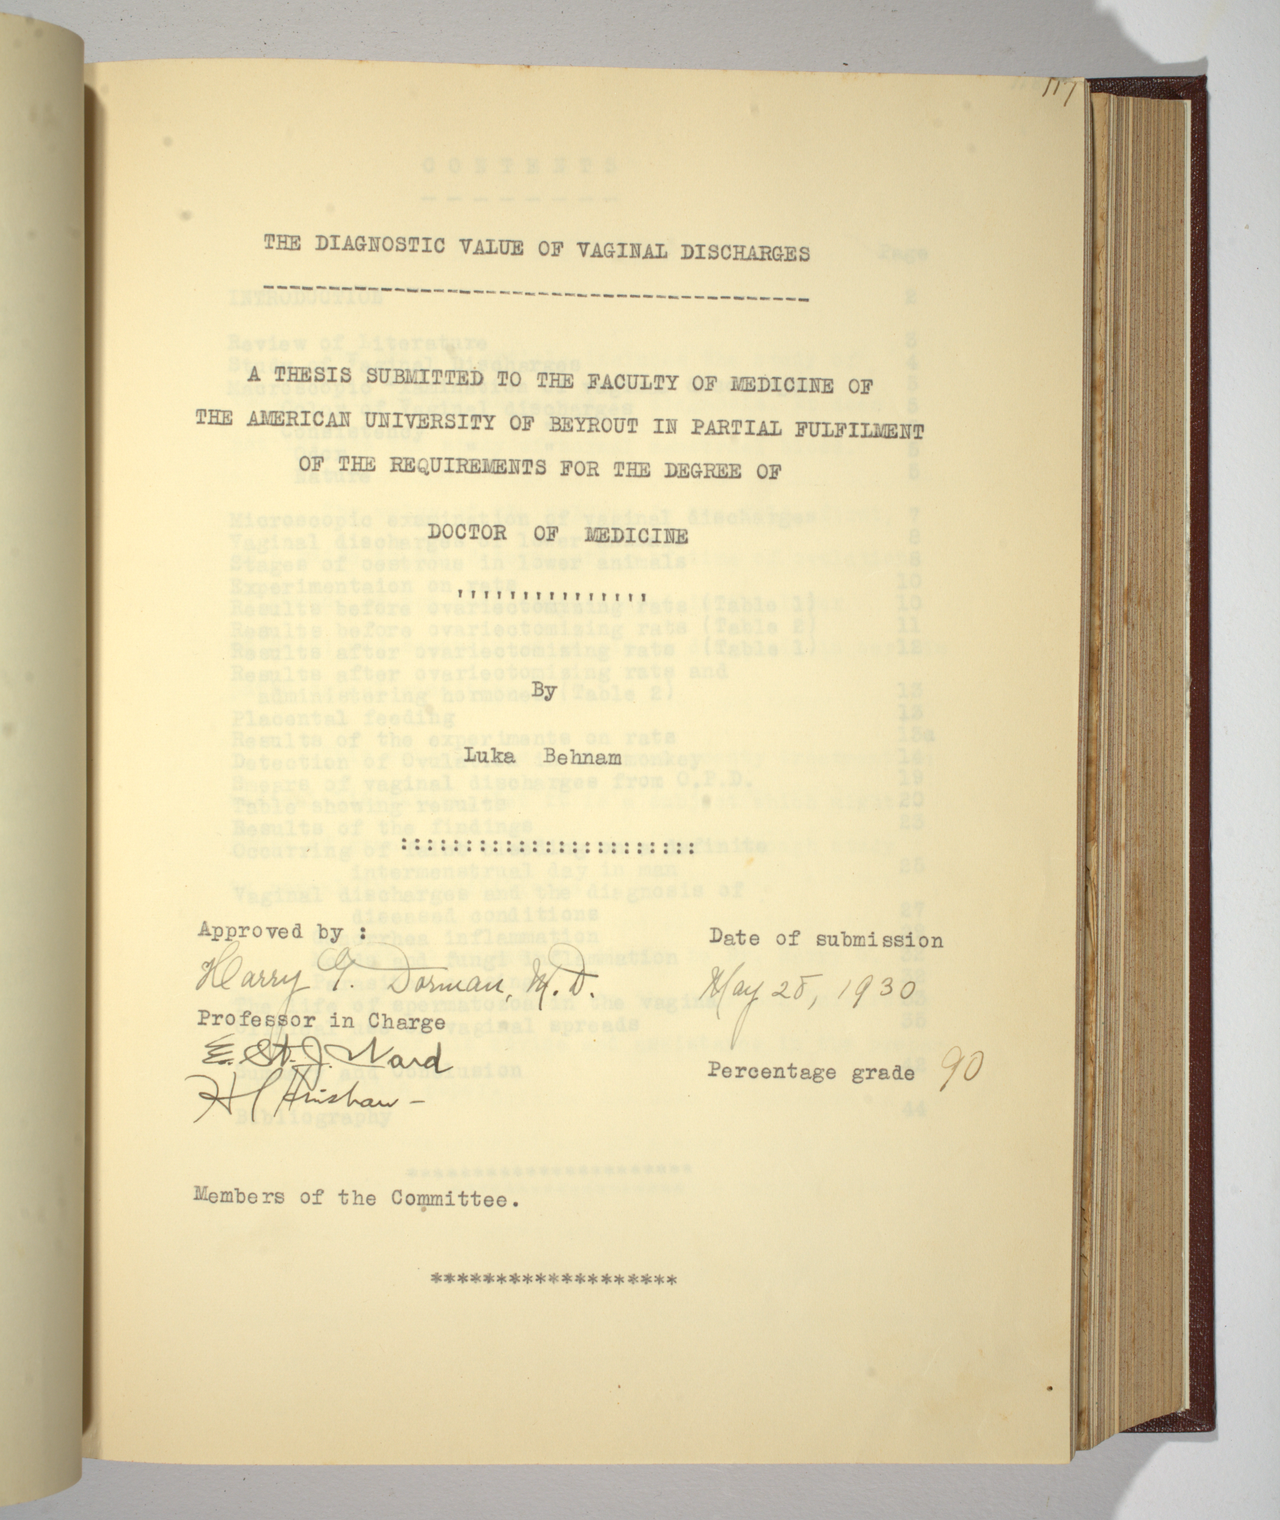 117
THE DIAGNOSTIC VALUE OF VAGINAL DISCHARGES
------------------------------------------
A THESIS SUBMITTED TO THE FACULTY OF MEDICINE OF
THE AMERICAN UNIVERSITY OF BEYROUT IN PARTIAL FULFILMENT
OF THE REQUIREMENTS FOR THE DEGREE OF
DOCTOR OF MEDICINE
'''''''''''''''
By
Luka Behnam
:::::::::::::::::::::::
Approved by :
Harry G. Dorman, M.D.
Professor in Charge
E. St. J. Ward
H C Hinshaw -
Date of submission
May 28, 1930
Percentage grade 90
Members of the Committee.
*******************